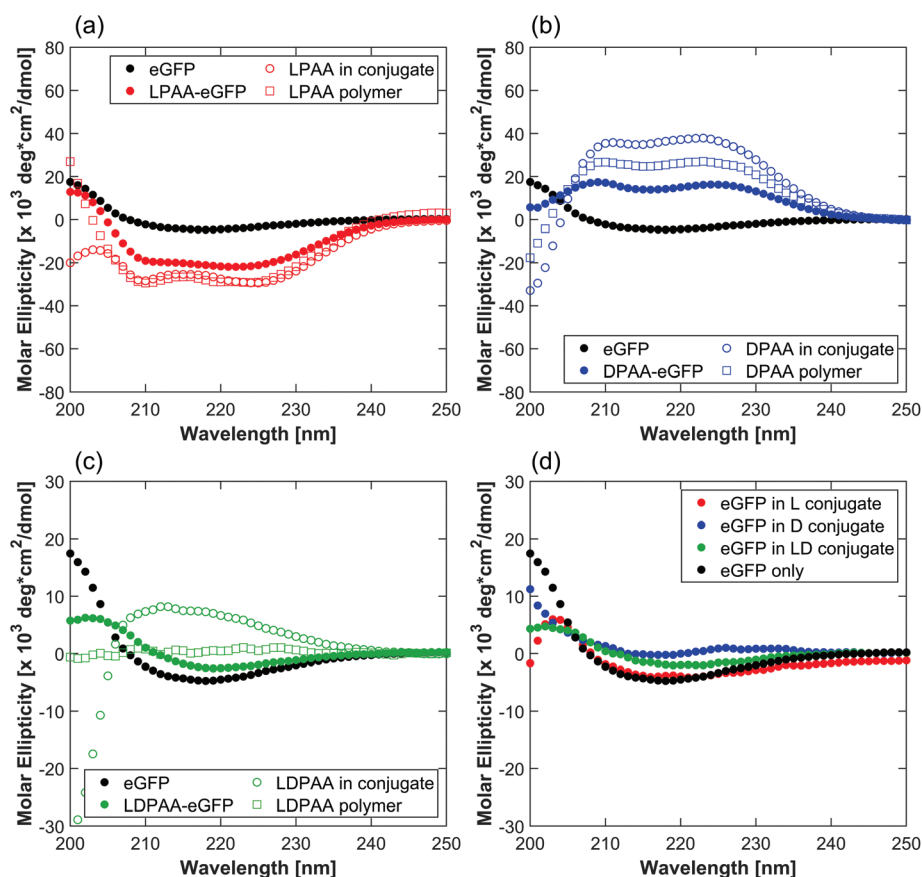 (a)
80
60
40
20
0
-20
-40
-60
-80
Molar Ellipticity [x 10³ deg*cm²/dmol]
eGFP
LPAA-eGFP
LPAA in conjugate
LPAA polymer
200 210 220 230 240 250
Wavelength [nm]
(b)
80
60
40
20
0
-20
-40
-60
-80
Molar Ellipticity [x 10³ deg*cm²/dmol]
eGFP
DPAA-eGFP
DPAA in conjugate
DPAA polymer
200 210 220 230 240 250
Wavelength [nm]
(c)
30
20
10
0
-10
-20
-30
Molar Ellipticity [x 10³ deg*cm²/dmol]
eGFP
LDPAA-eGFP
LDPAA in conjugate
LDPAA polymer
200 210 220 230 240 250
Wavelength [nm]
(d)
30
20
10
0
-10
-20
-30
Molar Ellipticity [x 10³ deg*cm²/dmol]
eGFP in L conjugate
eGFP in D conjugate
eGFP in LD conjugate
eGFP only
200 210 220 230 240 250
Wavelength [nm]